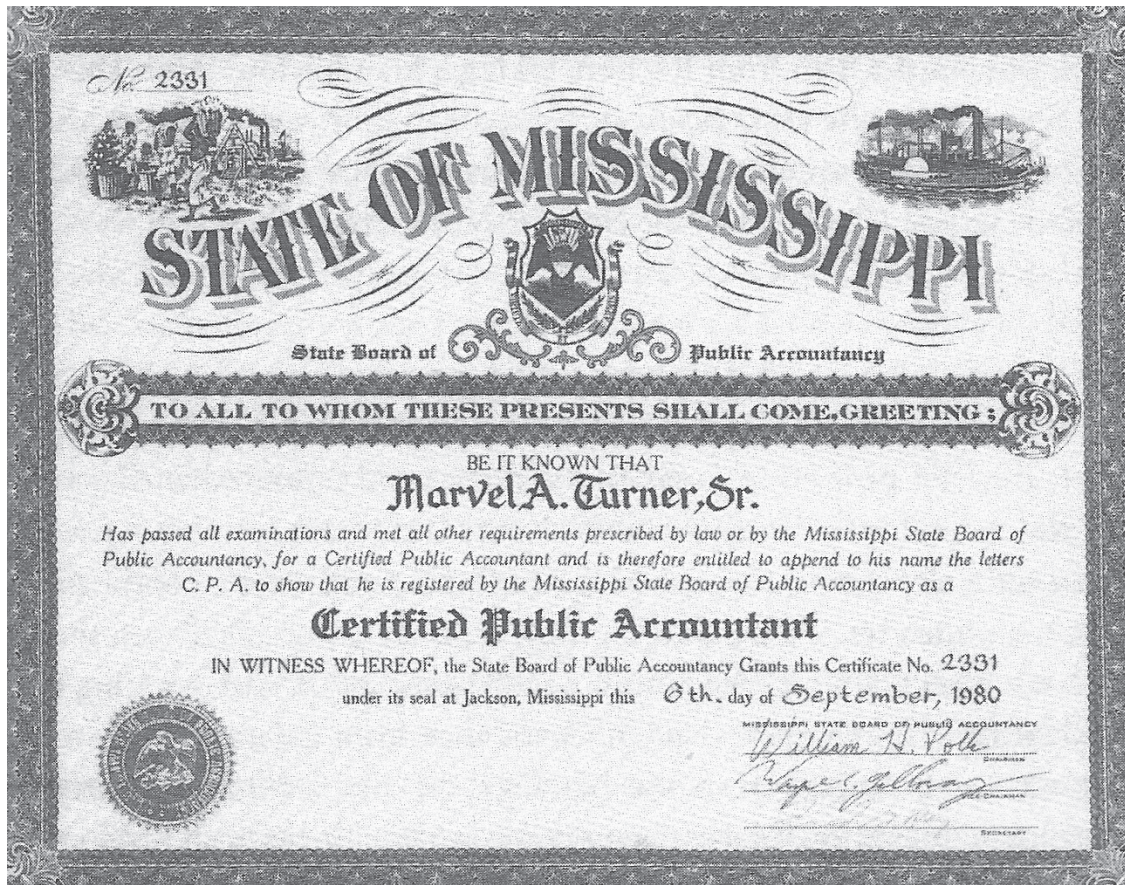 No. 2331
STATE OF MISSISSIPPI
State Board of Public Accountancy
TO ALL TO WHOM THESE PRESENTS SHALL COME, GREETING ;
BE IT KNOWN THAT
Marvel A. Turner, Sr.
Has passed all examinations and met all other requirements prescribed by law or by the Mississippi State Board of
Public Accountancy, for a Certified Public Accountant and is therefore entitled to append to his name the letters
C. P. A. to show that he is registered by the Mississippi State Board of Public Accountancy as a
Certified Public Accountant
IN WITNESS WHEREOF, the State Board of Public Accountancy Grants this Certificate No. 2331
under its seal at Jackson, Mississippi this 6th. day of September, 1980
MISSISSIPPI STATE BOARD OF PUBLIC ACCOUNTANCY
William H.
CHAIRMAN
VICE CHAIRMAN
SECRETARY